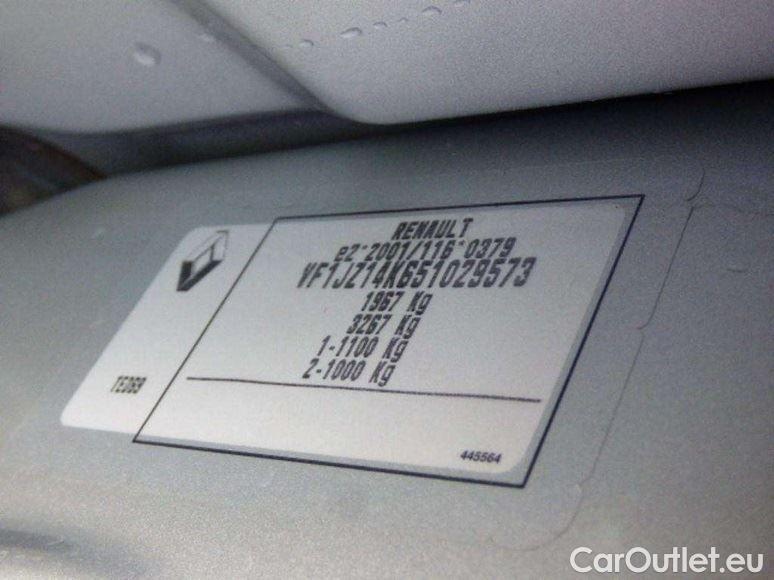 RENAULT
e2*2001/116*0379
VF1JZ14K651029573
1967 Kg
3267 Kg
1-1100 Kg
2-1000 Kg
TED69
445564
CarOutlet.eu